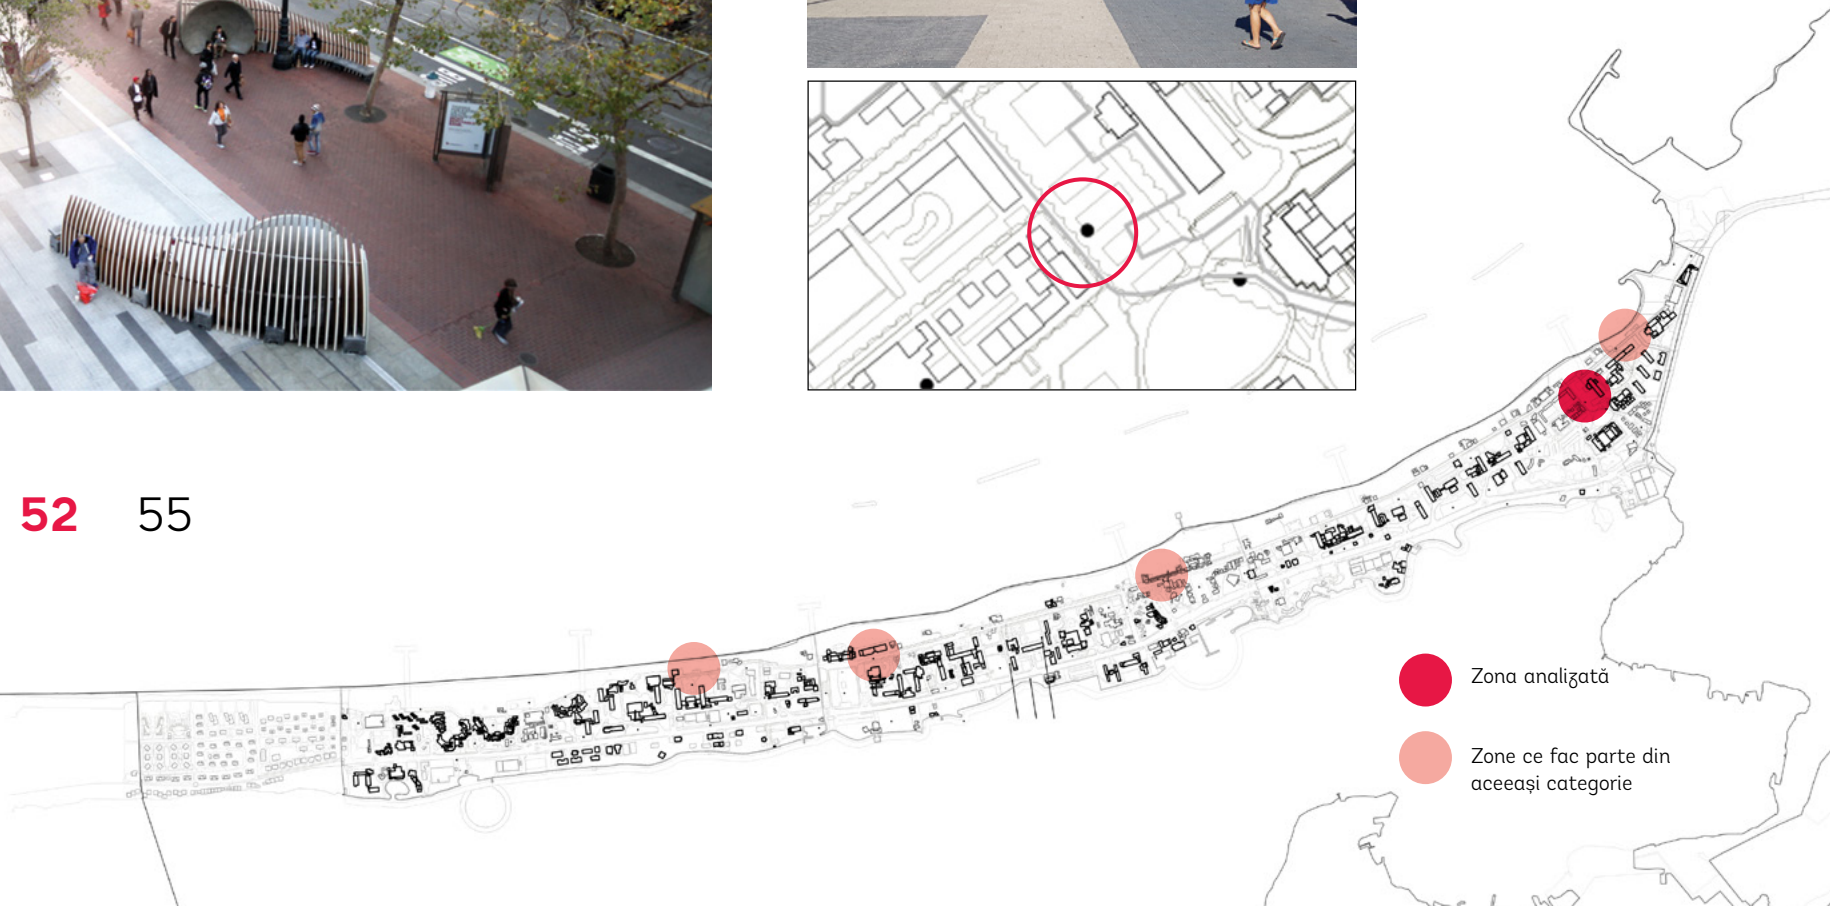 52 55
Zona analizată
Zone ce fac parte din
aceeași categorie